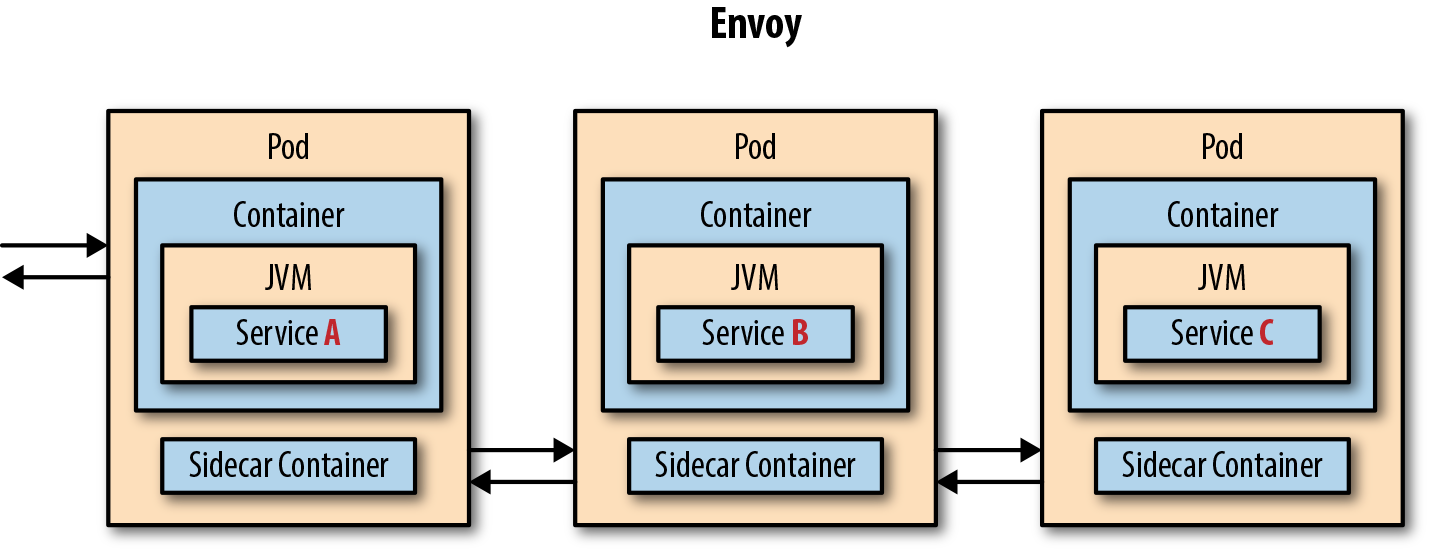 Envoy
Pod
Container
JVM
Service A
Sidecar Container
Pod
Container
JVM
Service B
Sidecar Container
Pod
Container
JVM
Service C
Sidecar Container